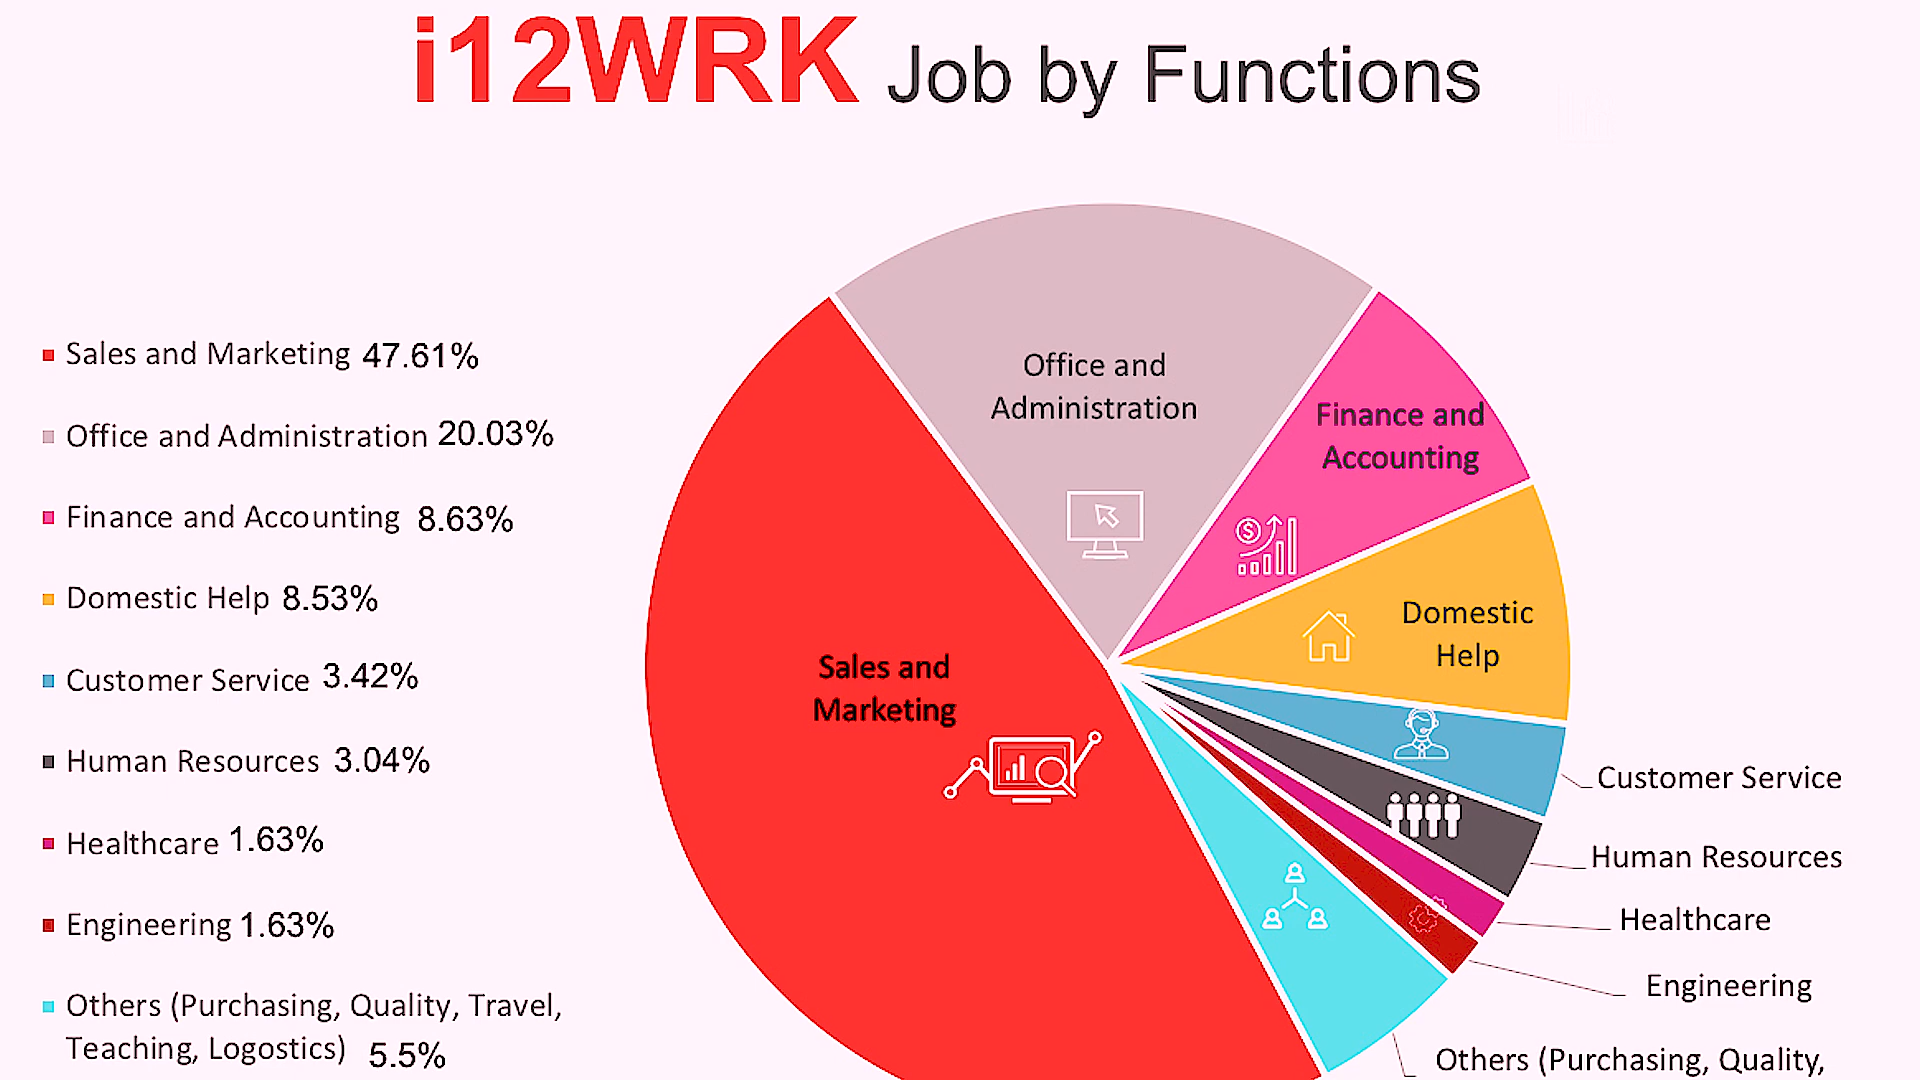 i12WRK Job by Functions
Sales and Marketing 47.61%
Office and Administration 20.03%
Finance and Accounting 8.63%
Domestic Help 8.53%
Customer Service 3.42%
Human Resources 3.04%
Healthcare 1.63%
Engineering 1.63%
Others (Purchasing, Quality, Travel,
Teaching, Logostics) 5.5%
Office and
Administration
Finance and
Accounting
Domestic
Help
Sales and
Marketing
Customer Service
Human Resources
Healthcare
Engineering
Others (Purchasing, Quality,